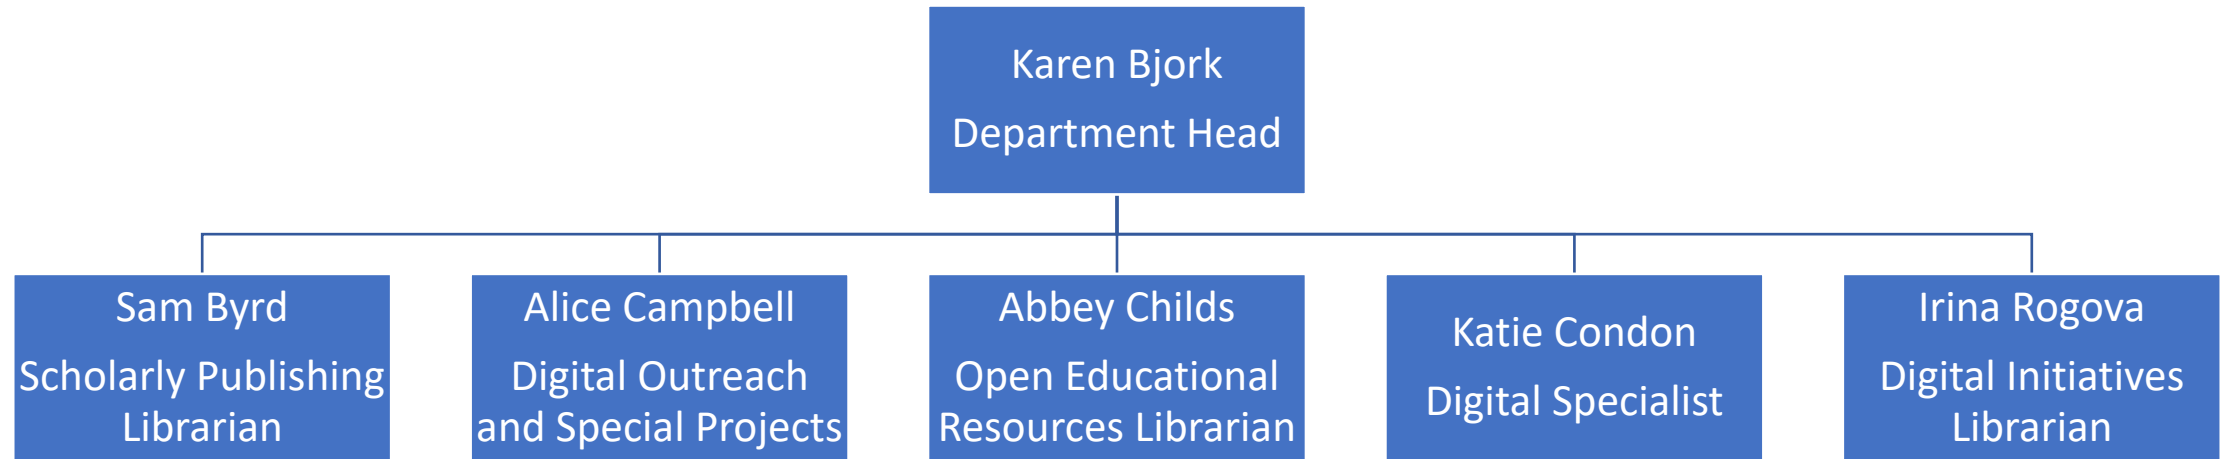 Karen Bjork
Department Head
Sam Byrd
Scholarly Publishing
Librarian
Alice Campbell
Digital Outreach
and Special Projects
Abbey Childs
Open Educational
Resources Librarian
Katie Condon
Digital Specialist
Irina Rogova
Digital Initiatives
Librarian